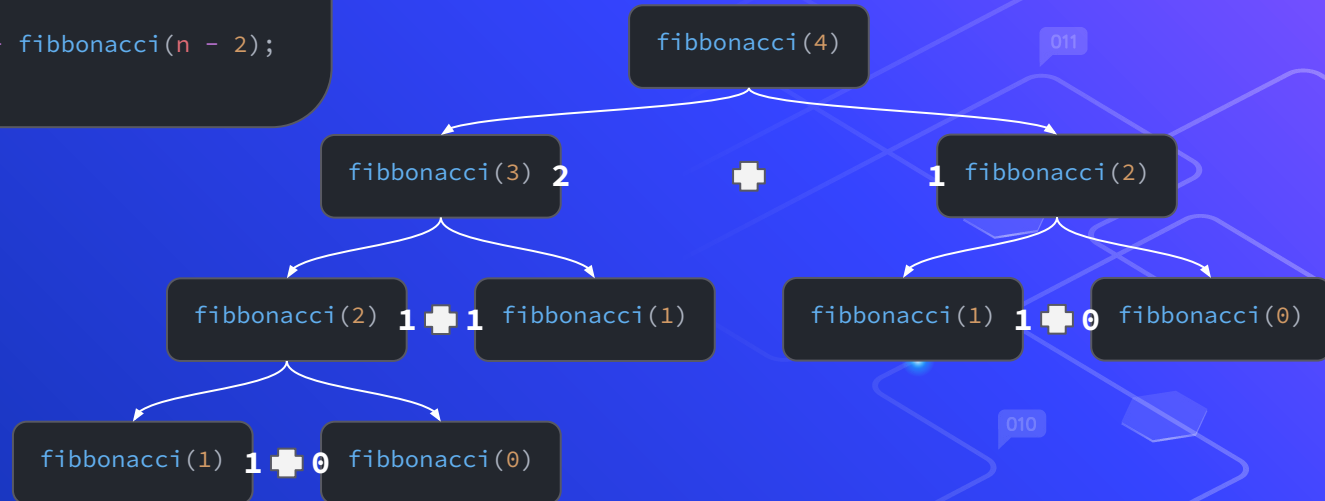 fibbonacci(n - 2);
fibbonacci(4)
011
fibbonacci(3) 2
1 fibbonacci(2)
fibbonacci(2) 1
1 fibbonacci(1)
fibbonacci(1) 1
0 fibbonacci(0)
010
fibbonacci(1) 1
0 fibbonacci(0)